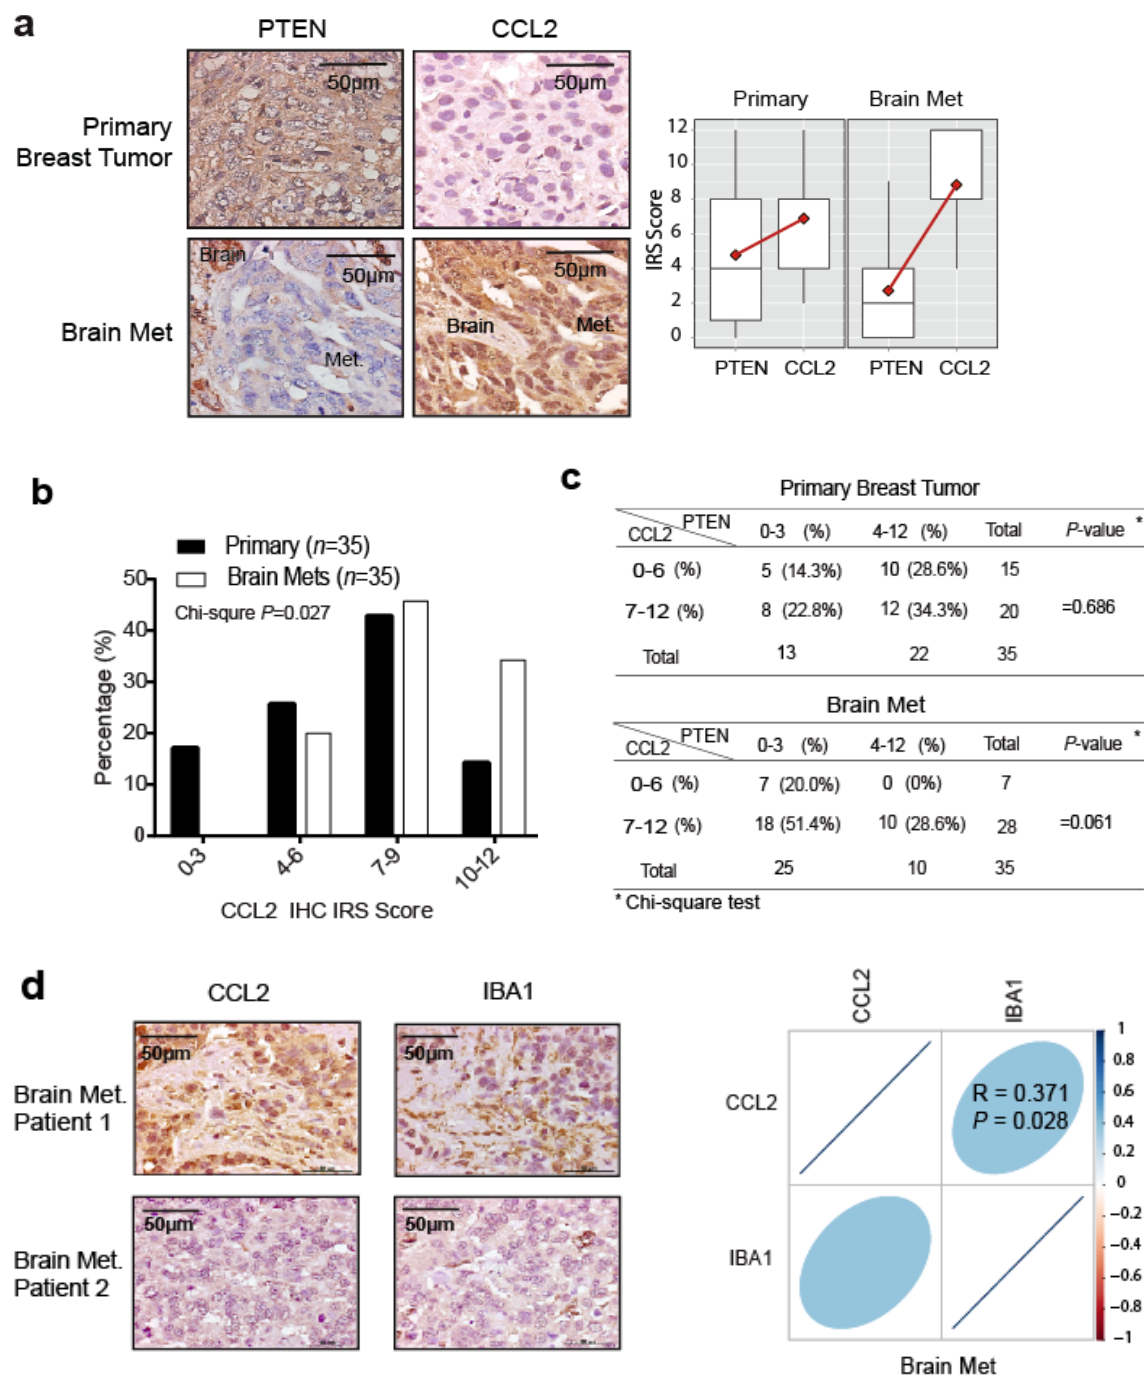 a
PTEN
CCL2
Primary
Breast Tumor
50µm
50µm
Brain Met
Brain
50µm
Met.
50µm
Brain
Met.
Primary
Brain Met
IRS Score
12
10
8
6
4
2
0
PTEN
CCL2
PTEN
CCL2
b
Primary (n=35)
Brain Mets (n=35)
Chi-squre P=0.027
Percentage (%)
50
40
30
20
10
0
0-3
4-6
7-9
10-12
CCL2 IHC IRS Score
c
Primary Breast Tumor
CCL2 PTEN 0-3 (%) 4-12 (%) Total P-value *
0-6 (%) 5 (14.3%) 10 (28.6%) 15
7-12 (%) 8 (22.8%) 12 (34.3%) 20 =0.686
Total 13 22 35
Brain Met
CCL2 PTEN 0-3 (%) 4-12 (%) Total P-value *
0-6 (%) 7 (20.0%) 0 (0%) 7
7-12 (%) 18 (51.4%) 10 (28.6%) 28 =0.061
Total 25 10 35
* Chi-square test
d
CCL2
IBA1
Brain Met.
Patient 1
50µm
50µm
Brain Met.
Patient 2
50µm
50µm
CCL2
IBA1
CCL2
R = 0.371
P = 0.028
IBA1
1
0.8
0.6
0.4
0.2
0
-0.2
-0.4
-0.6
-0.8
-1
Brain Met